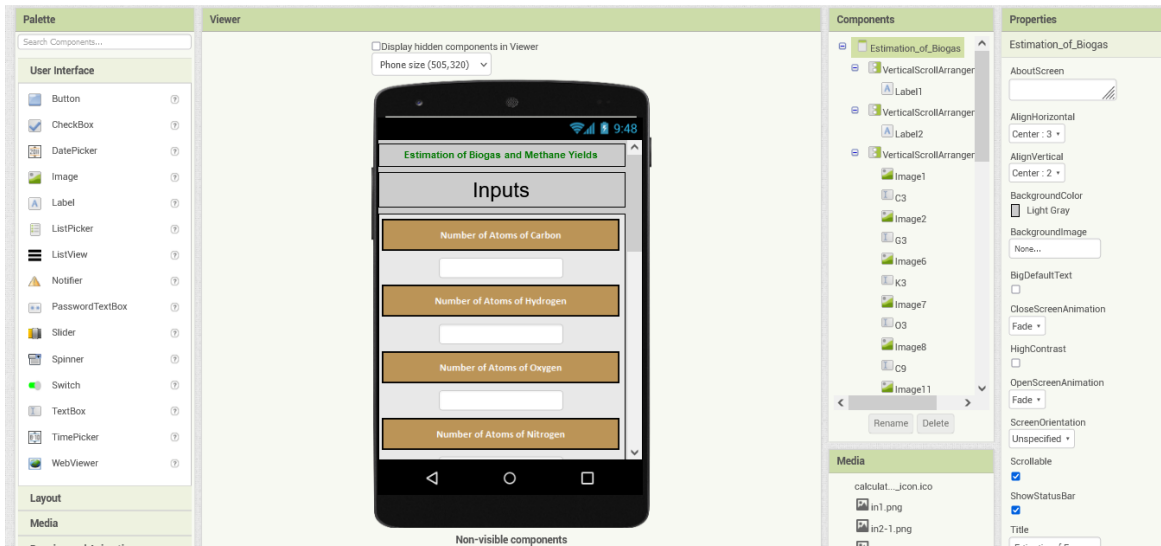 Palette
Search Components...
User Interface
Button
CheckBox
DatePicker
Image
Label
ListPicker
ListView
Notifier
PasswordTextBox
Slider
Spinner
Switch
TextBox
TimePicker
WebViewer
Layout
Media
Viewer
Display hidden components in Viewer
Phone size (505,320)
9:48
Estimation of Biogas and Methane Yields
Inputs
Number of Atoms of Carbon
Number of Atoms of Hydrogen
Number of Atoms of Oxygen
Number of Atoms of Nitrogen
Non-visible components
Components
Estimation_of_Biogas
VerticalScrollArranger
Label1
VerticalScrollArranger
Label2
VerticalScrollArranger
Image1
C3
Image2
G3
Image6
K3
Image7
O3
Image8
C9
Image11
Rename Delete
Media
calculat..._icon.ico
in1.png
in2-1.png
Properties
Estimation_of_Biogas
AboutScreen
AlignHorizontal
Center : 3
AlignVertical
Center : 2
BackgroundColor
Light Gray
BackgroundImage
None...
BigDefaultText
CloseScreenAnimation
Fade
HighContrast
OpenScreenAnimation
Fade
ScreenOrientation
Unspecified
Scrollable
ShowStatusBar
Title